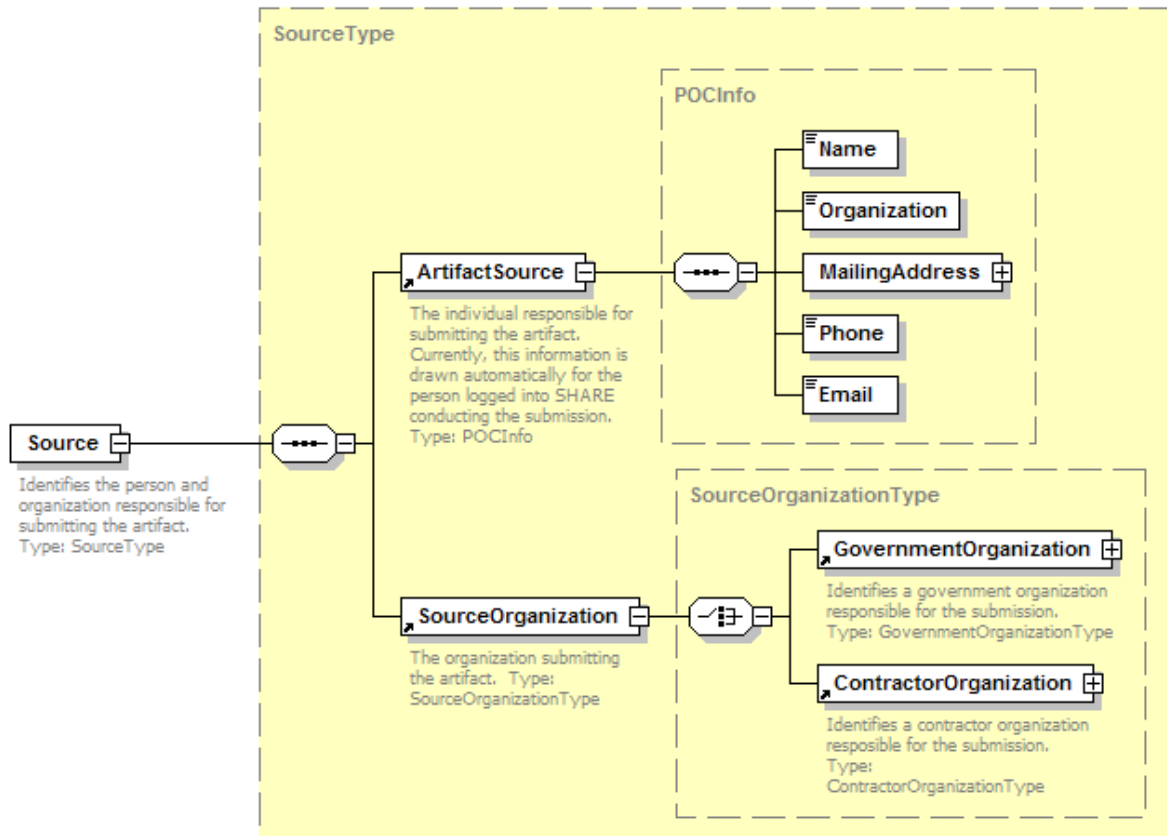 SourceType
POCInfo
Name
Organization
MailingAddress
Phone
Email
ArtifactSource
The individual responsible for
submitting the artifact.
Currently, this information is
drawn automatically for the
person logged into SHARE
conducting the submission.
Type: POCInfo
Source
Identifies the person and
organization responsible for
submitting the artifact.
Type: SourceType
SourceOrganizationType
GovernmentOrganization
Identifies a government organization
responsible for the submission.
Type: GovernmentOrganizationType
SourceOrganization
The organization submitting
the artifact.  Type:
SourceOrganizationType
ContractorOrganization
Identifies a contractor organization
resposible for the submission.
Type:
ContractorOrganizationType